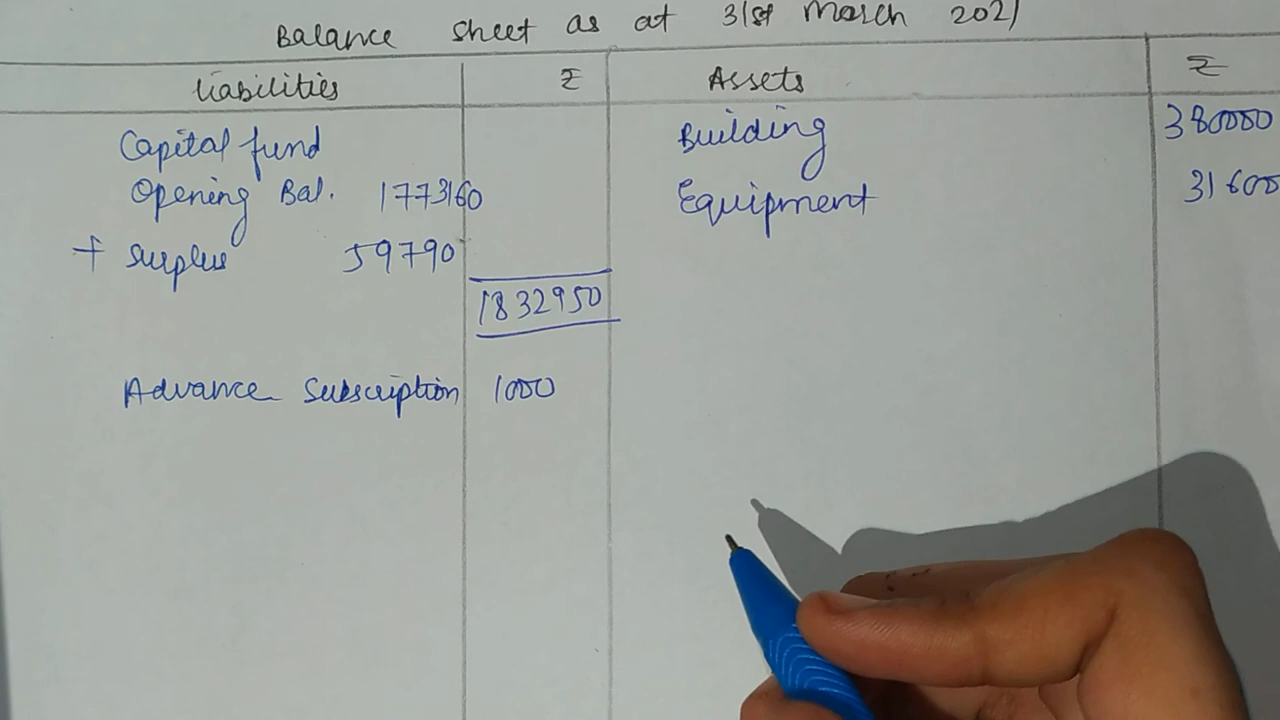 Balance sheet as at 31st March 2021
Liabilities ₹ Assets ₹
Capital fund
Opening Bal. 1773160
+ Surplus 59790
1832950
Advance Subscription 1000
Building 380000
Equipment 31600